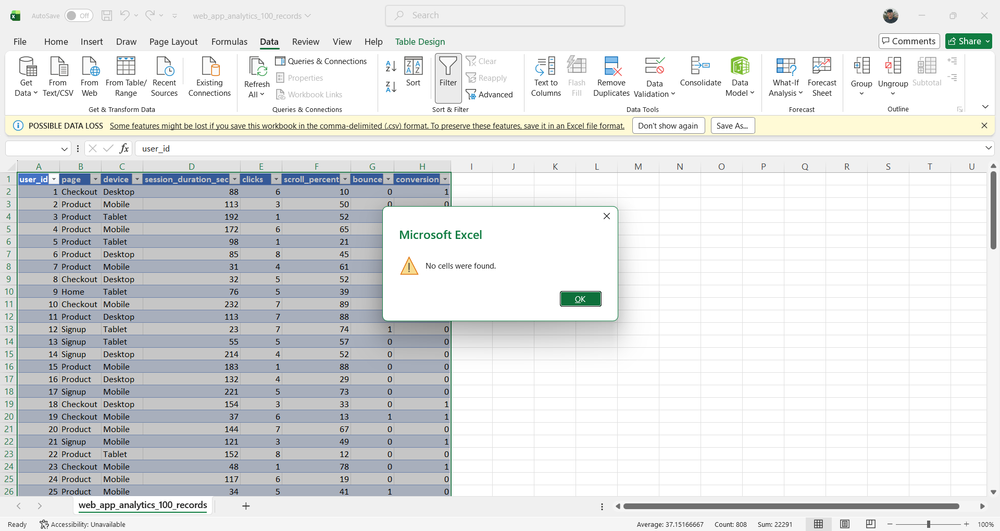 AutoSave Off web_app_analytics_100_records Search
File Home Insert Draw Page Layout Formulas Data Review View Help Table Design Comments Share
Get Data
From Text/CSV
From Web
From Table/ Range
Recent Sources
Existing Connections
Get & Transform Data
Refresh All
Queries & Connections
Properties
Workbook Links
Queries & Connections
Sort
Filter
Clear
Reapply
Advanced
Sort & Filter
Text to Columns
Flash Fill
Remove Duplicates
Data Validation
Consolidate
Data Model
Data Tools
What-If Analysis
Forecast Sheet
Forecast
Group
Ungroup
Subtotal
Outline
POSSIBLE DATA LOSS Some features might be lost if you save this workbook in the comma-delimited (.csv) format. To preserve these features, save it in an Excel file format. Don't show again Save As...
fx user_id
A B C D E F G H I J K L M N O P Q R S T U
1 user_id page device session_duration_sec clicks scroll_percent bounce conversion
2 1 Checkout Desktop 88 6 10 0 1
3 2 Product Mobile 113 3 50 0 0
4 3 Product Tablet 192 1 52
5 4 Product Mobile 172 6 65
6 5 Product Tablet 98 1 21
7 6 Product Desktop 85 8 45
8 7 Product Mobile 31 4 61
9 8 Checkout Desktop 32 5 52
10 9 Home Tablet 76 5 39
11 10 Checkout Mobile 232 7 89
12 11 Product Desktop 113 7 88
13 12 Signup Tablet 23 7 74 1 0
14 13 Signup Tablet 55 5 57 0 0
15 14 Signup Desktop 214 4 52 0 0
16 15 Product Mobile 183 1 88 0 0
17 16 Product Desktop 132 4 29 0 0
18 17 Signup Mobile 221 5 73 0 0
19 18 Checkout Desktop 154 3 33 0 1
20 19 Checkout Mobile 37 6 13 1 1
21 20 Product Mobile 144 7 67 0 0
22 21 Signup Mobile 121 3 49 0 1
23 22 Product Tablet 152 8 12 0 0
24 23 Checkout Mobile 48 1 78 0 1
25 24 Product Mobile 117 6 19 0 0
26 25 Product Mobile 34 5 41 1 0
Microsoft Excel
No cells were found.
OK
web_app_analytics_100_records
Ready Accessibility: Unavailable Average: 37.15166667 Count: 808 Sum: 22291 100%